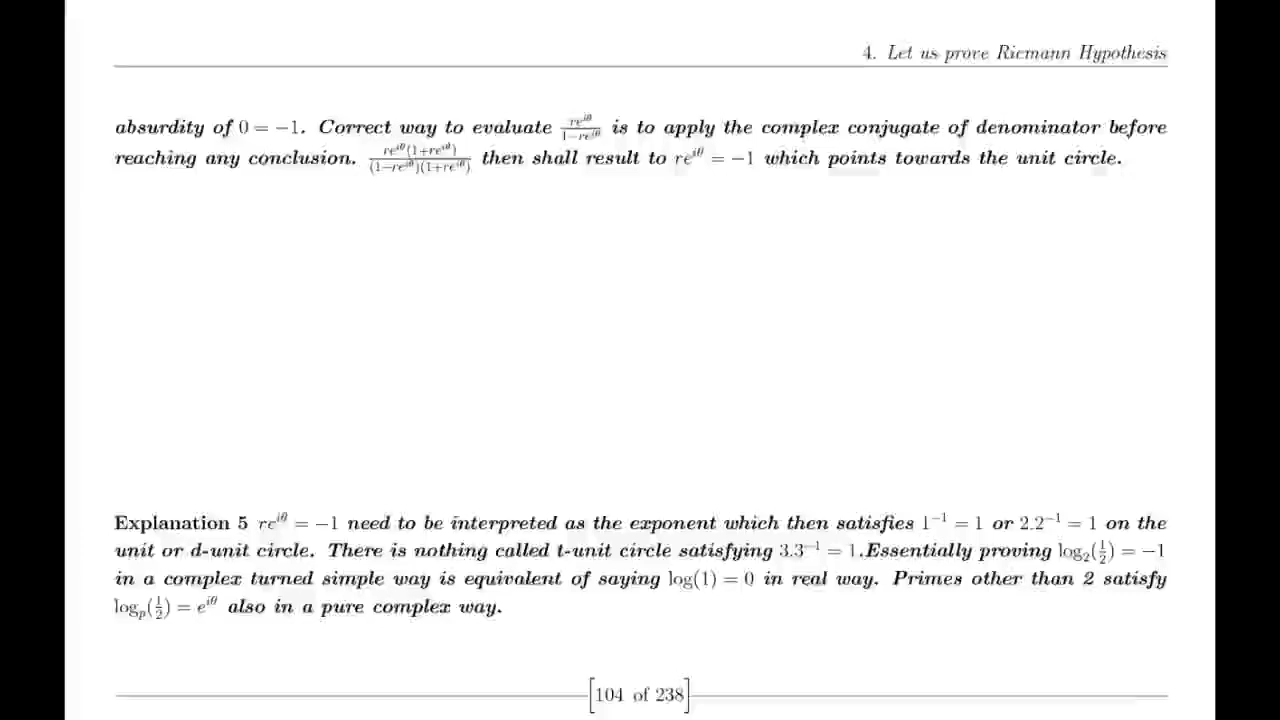 4. Let us prove Riemann Hypothesis
absurdity of 0 = −1. Correct way to evaluate \frac{re^{iθ}}{1−re^{iθ}} is to apply the complex conjugate of denominator before
reaching any conclusion. \frac{re^{iθ}(1+re^{iθ})}{(1−re^{iθ})(1+re^{iθ})} then shall result to re^{iθ} = −1 which points towards the unit circle.
Explanation 5 re^{iθ} = −1 need to be interpreted as the exponent which then satisfies 1^{−1} = 1 or 2.2^{−1} = 1 on the
unit or d-unit circle. There is nothing called t-unit circle satisfying 3.3^{−1} = 1.Essentially proving log_2(\frac{1}{2}) = −1
in a complex turned simple way is equivalent of saying log(1) = 0 in real way. Primes other than 2 satisfy
log_p(\frac{1}{2}) = e^{iθ} also in a pure complex way.
[104 of 238]